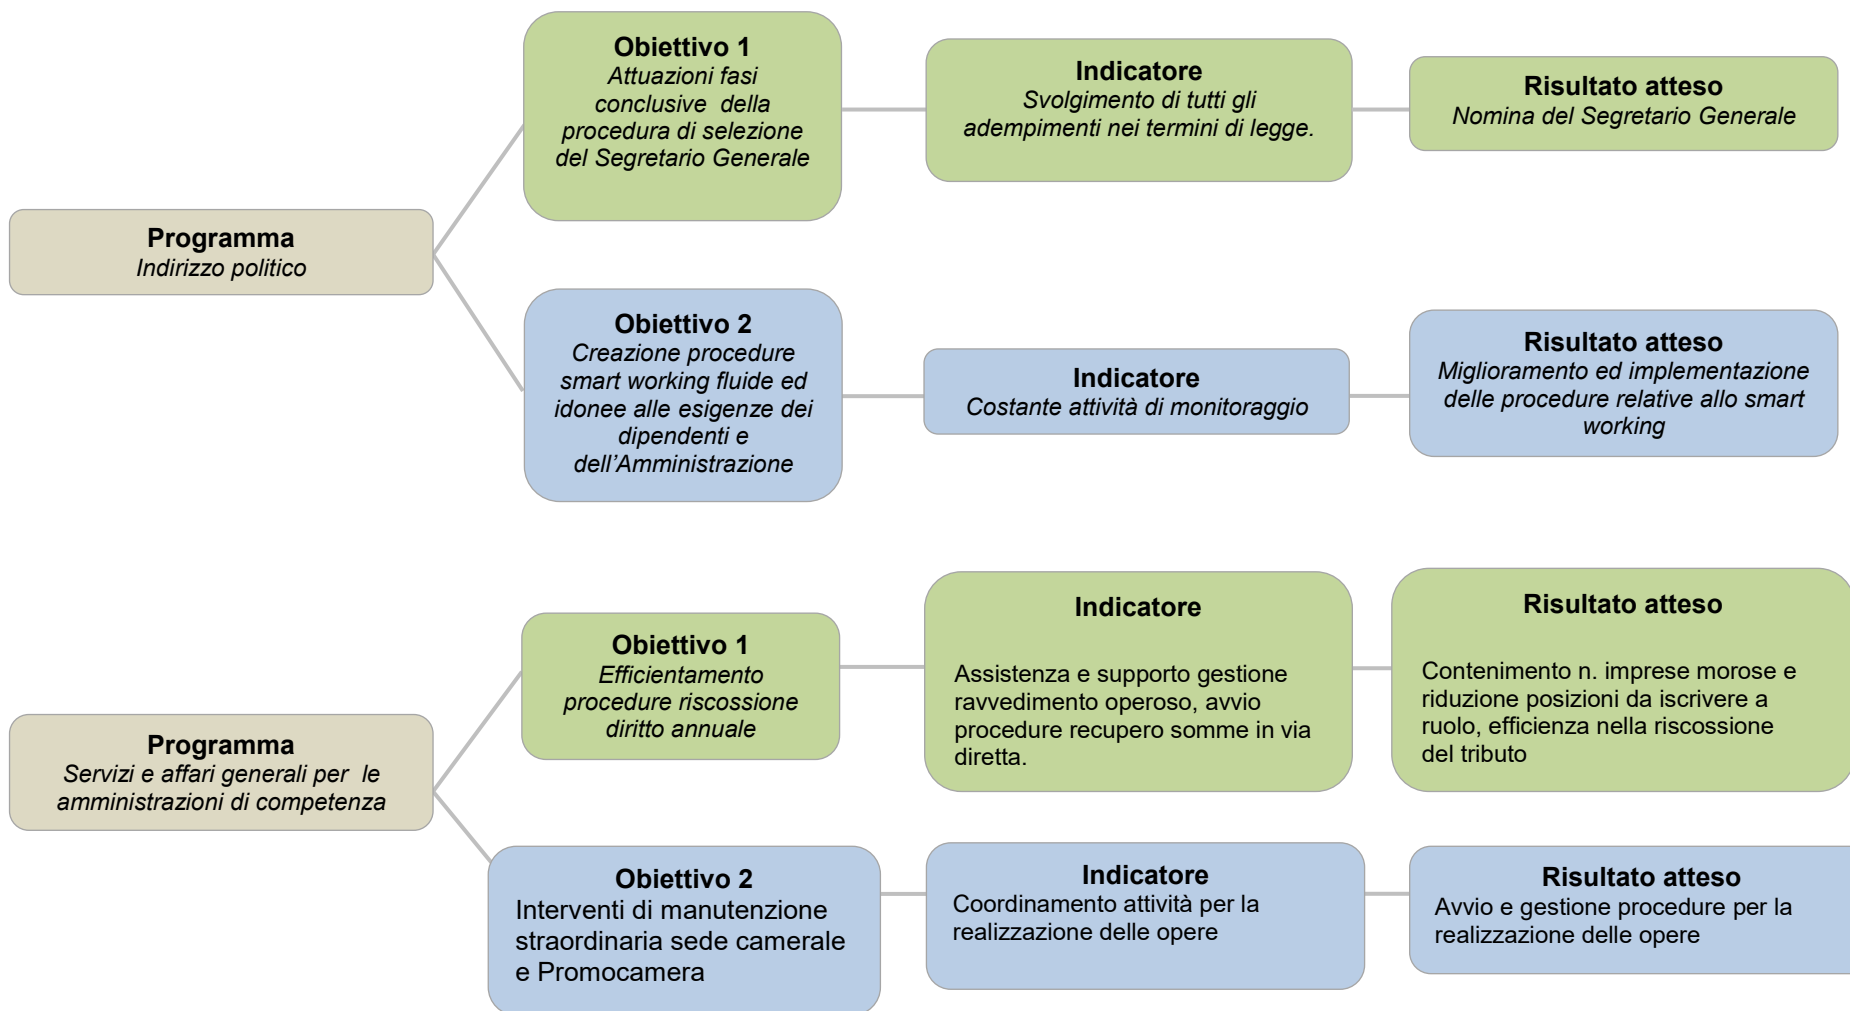 Programma
Indirizzo politico
Obiettivo 1
Attuazioni fasi
conclusive  della
procedura di selezione
del Segretario Generale
Indicatore
Svolgimento di tutti gli
adempimenti nei termini di legge.
Risultato atteso
Nomina del Segretario Generale
Obiettivo 2
Creazione procedure
smart working fluide ed
idonee alle esigenze dei
dipendenti e
dell’Amministrazione
Indicatore
Costante attività di monitoraggio
Risultato atteso
Miglioramento ed implementazione
delle procedure relative allo smart
working
Programma
Servizi e affari generali per  le
amministrazioni di competenza
Obiettivo 1
Efficientamento
procedure riscossione
diritto annuale
Indicatore
Assistenza e supporto gestione
ravvedimento operoso, avvio
procedure recupero somme in via
diretta.
Risultato atteso
Contenimento n. imprese morose e
riduzione posizioni da iscrivere a
ruolo, efficienza nella riscossione
del tributo
Obiettivo 2
Interventi di manutenzione
straordinaria sede camerale
e Promocamera
Indicatore
Coordinamento attività per la
realizzazione delle opere
Risultato atteso
Avvio e gestione procedure per la
realizzazione delle opere